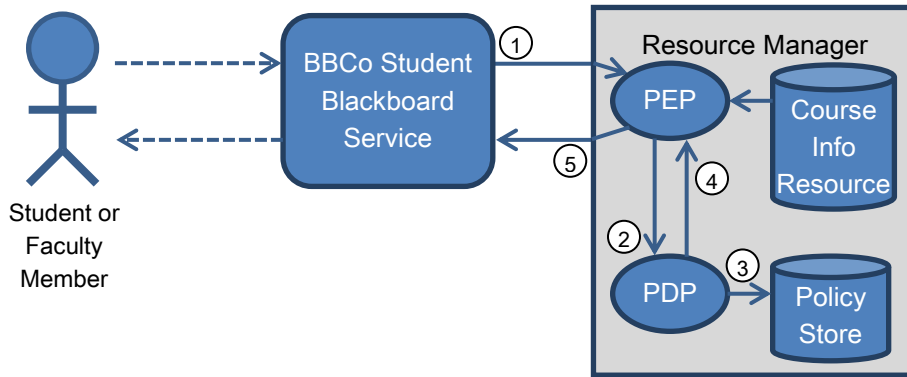 BBCo Student
Blackboard
Service
Student or
Faculty
Member
1
5
Resource Manager
PEP
Course
Info
Resource
2
4
PDP
3
Policy
Store